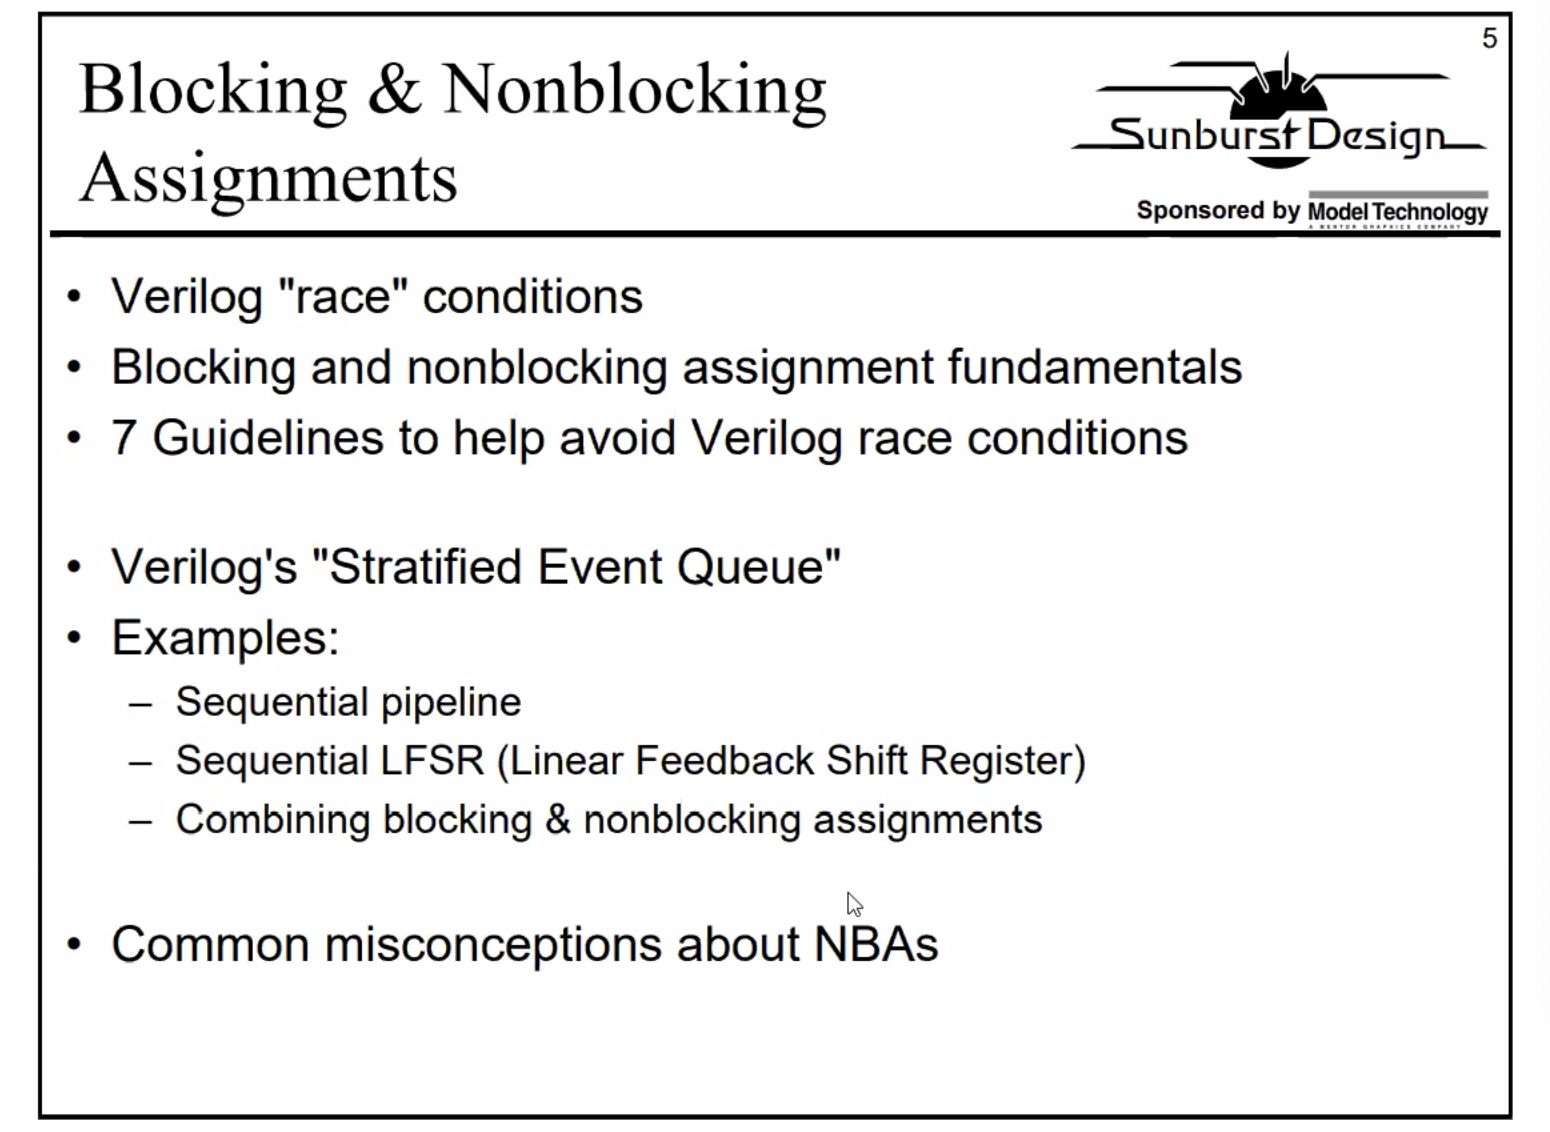 5
Blocking & Nonblocking
Assignments
Sunburst Design
Sponsored by Model Technology
A MENTOR GRAPHICS COMPANY
• Verilog "race" conditions
• Blocking and nonblocking assignment fundamentals
• 7 Guidelines to help avoid Verilog race conditions
• Verilog's "Stratified Event Queue"
• Examples:
– Sequential pipeline
– Sequential LFSR (Linear Feedback Shift Register)
– Combining blocking & nonblocking assignments
• Common misconceptions about NBAs